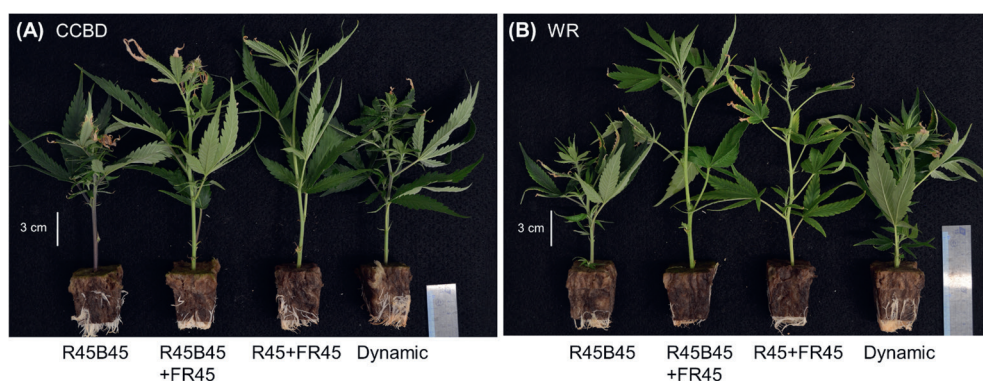 (A) CCBD
3 cm
R45B45
R45B45
+FR45
R45+FR45
Dynamic
(B) WR
3 cm
R45B45
R45B45
+FR45
R45+FR45
Dynamic